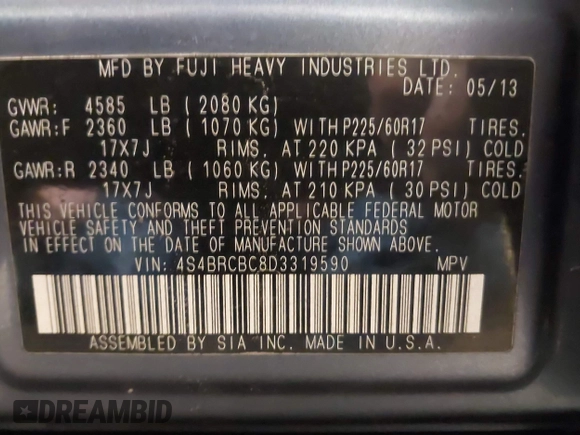 MFD BY FUJI HEAVY INDUSTRIES LTD.
DATE: 05/13
GVWR: 4585 LB ( 2080 KG)
GAWR:F 2360 LB ( 1070 KG) WITH P225/60R17 TIRES.
17X7J RIMS. AT 220 KPA ( 32 PSI) COLD
GAWR:R 2340 LB ( 1060 KG) WITH P225/60R17 TIRES.
17X7J RIMS. AT 210 KPA ( 30 PSI) COLD
THIS VEHICLE CONFORMS TO ALL APPLICABLE FEDERAL MOTOR
VEHICLE SAFETY AND THEFT PREVENTION STANDARDS
IN EFFECT ON THE DATE OF MANUFACTURE SHOWN ABOVE.
VIN: 4S4BRCBC8D3319590 MPV
ASSEMBLED BY SIA INC. MADE IN U.S.A.
DREAMBID